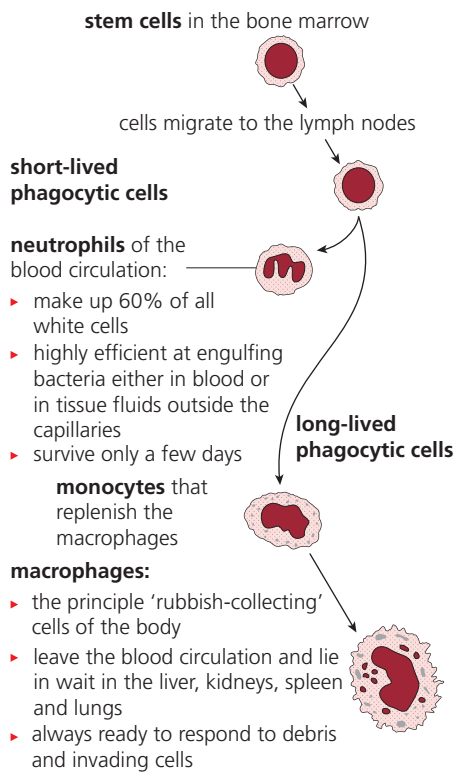 stem cells in the bone marrow
cells migrate to the lymph nodes
short-lived
phagocytic cells
neutrophils of the
blood circulation:
▸ make up 60% of all
white cells
▸ highly efficient at engulfing
bacteria either in blood or
in tissue fluids outside the
capillaries
▸ survive only a few days
long-lived
phagocytic cells
monocytes that
replenish the
macrophages
macrophages:
▸ the principle ‘rubbish-collecting’
cells of the body
▸ leave the blood circulation and lie
in wait in the liver, kidneys, spleen
and lungs
▸ always ready to respond to debris
and invading cells